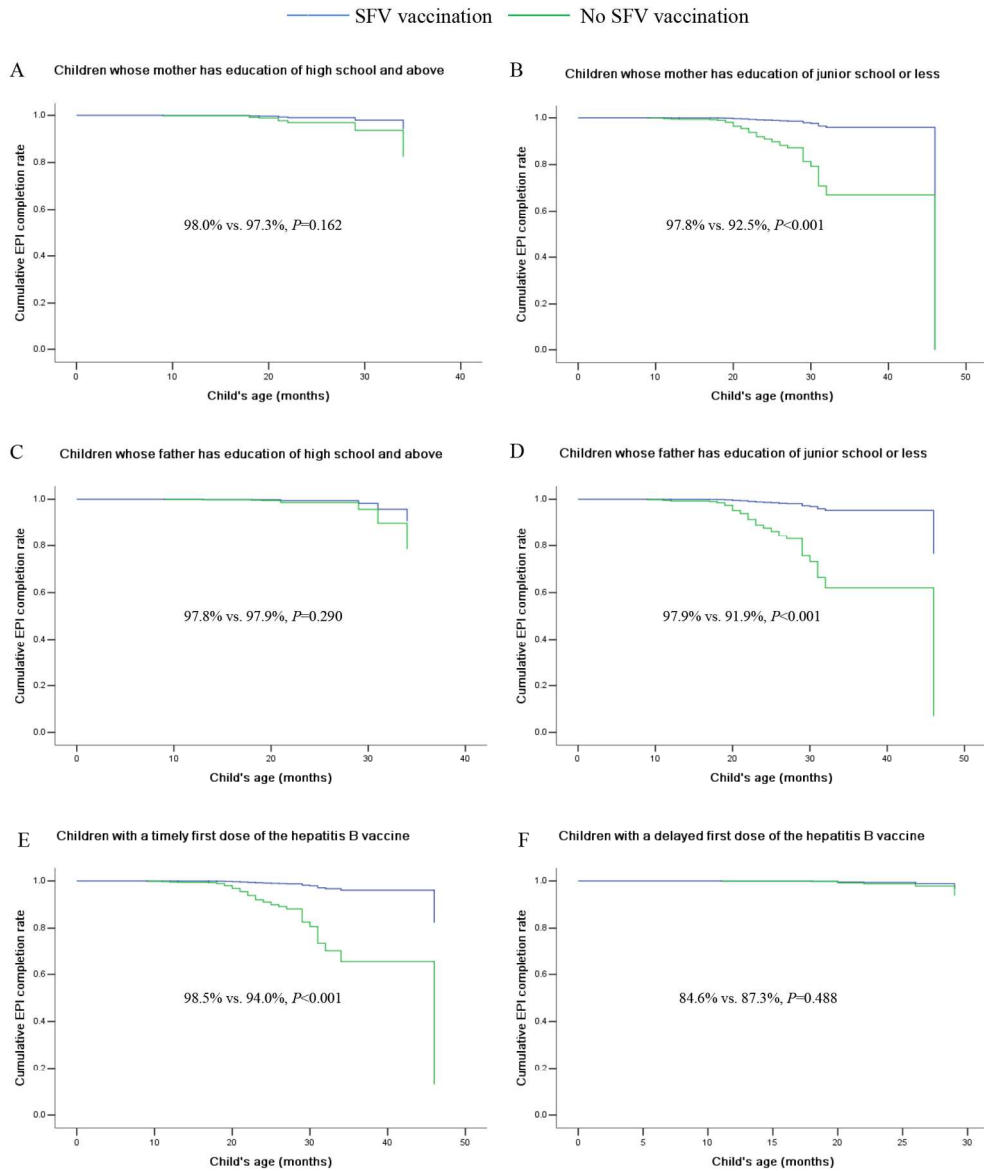 SFV vaccination No SFV vaccination
A Children whose mother has education of high school and above
1.0
0.8
0.6
0.4
0.2
0.0
Cumulative EPI completion rate
98.0% vs. 97.3%, P=0.162
0 10 20 30 40
Child's age (months)
B Children whose mother has education of junior school or less
1.0
0.8
0.6
0.4
0.2
0.0
Cumulative EPI completion rate
97.8% vs. 92.5%, P<0.001
0 10 20 30 40 50
Child's age (months)
C Children whose father has education of high school and above
1.0
0.8
0.6
0.4
0.2
0.0
Cumulative EPI completion rate
97.8% vs. 97.9%, P=0.290
0 10 20 30 40
Child's age (months)
D Children whose father has education of junior school or less
1.0
0.8
0.6
0.4
0.2
0.0
Cumulative EPI completion rate
97.9% vs. 91.9%, P<0.001
0 10 20 30 40 50
Child's age (months)
E Children with a timely first dose of the hepatitis B vaccine
1.0
0.8
0.6
0.4
0.2
0.0
Cumulative EPI completion rate
98.5% vs. 94.0%, P<0.001
0 10 20 30 40 50
Child's age (months)
F Children with a delayed first dose of the hepatitis B vaccine
1.0
0.8
0.6
0.4
0.2
0.0
Cumulative EPI completion rate
84.6% vs. 87.3%, P=0.488
0 5 10 15 20 25 30
Child's age (months)